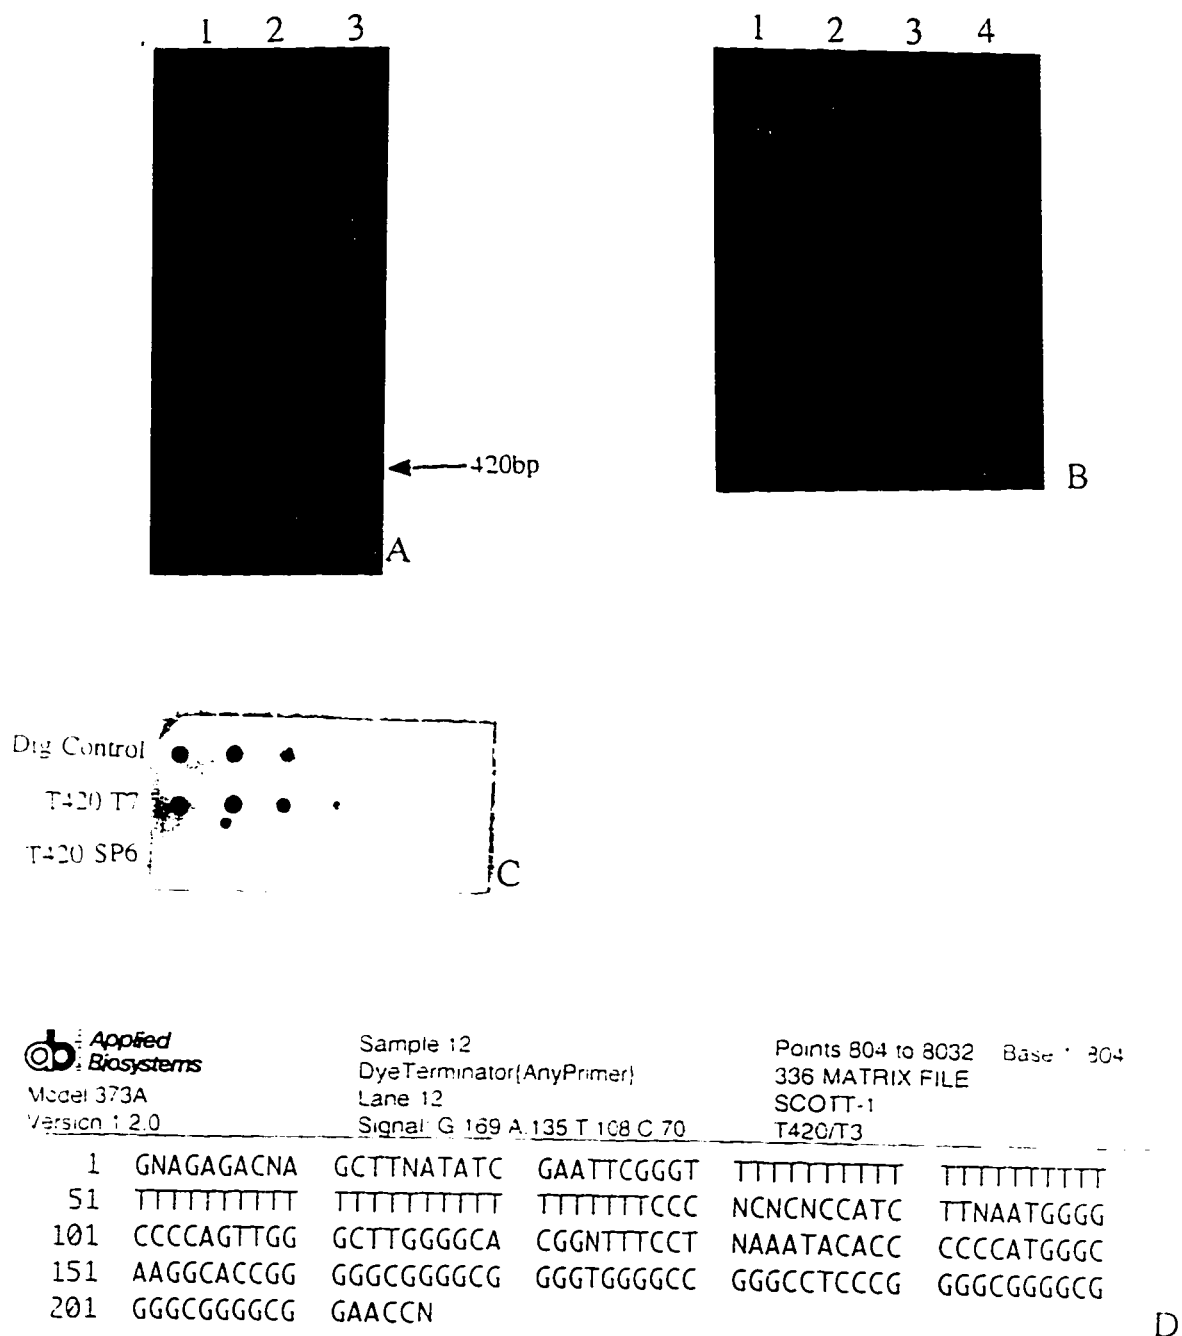 1 2 3
1 2 3 4
420bp
A
B
Dig Control
T420 T7
T420 SP6
C
Applied
Biosystems
Model 373A
Version 1.2.0
Sample 12
DyeTerminator{AnyPrimer}
Lane 12
Signal: G 169 A:135 T 108 C 70
Points 804 to 8032 Base 1: 804
336 MATRIX FILE
SCOTT-1
T420/T3
1 GNAGAGACNA GCTTNATATC GAATTCGGGT TTTTTTTTTT TTTTTTTTTT
51 TTTTTTTTTT TTTTTTTTTT TTTTTTTCCC NCNCNCCATC TTNAATGGGG
101 CCCCAGTTGG GCTTGGGGCA CGGNTTTCCT NAAATACACC CCCCATGGGC
151 AAGGCACCGG GGGCGGGGCG GGGTGGGGCC GGGCCTCCCG GGGCGGGGCG
201 GGGCGGGGCG GAACCN
D